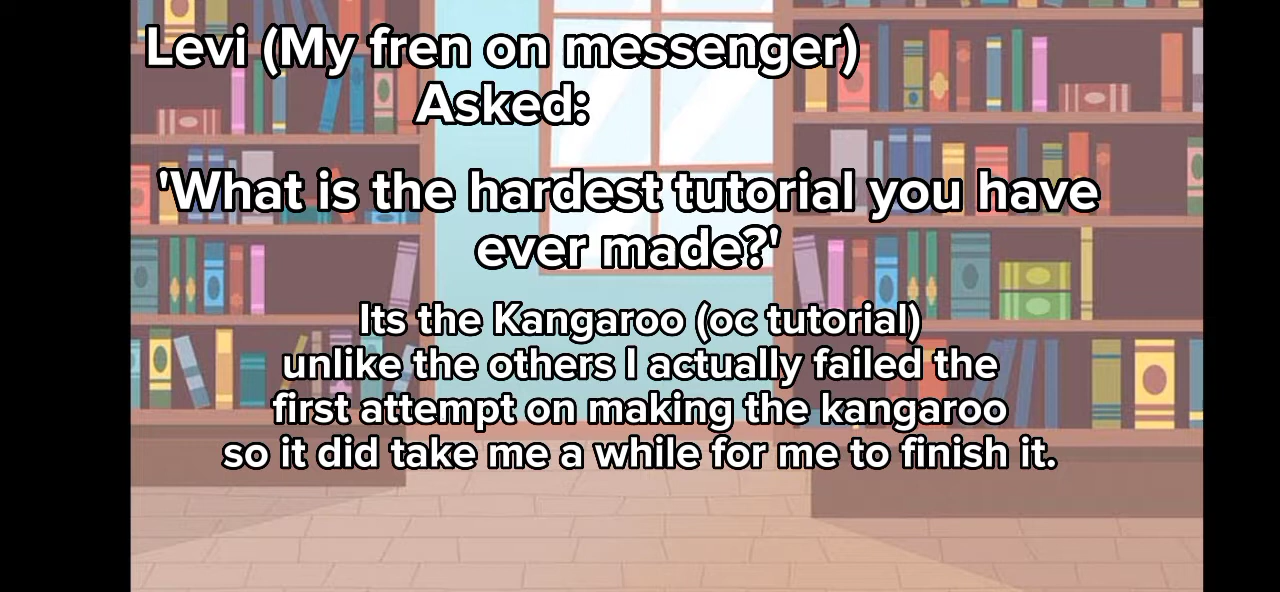 Levi (My fren on messenger)
Asked:
'What is the hardest tutorial you have
ever made?'
Its the Kangaroo (oc tutorial)
unlike the others I actually failed the
first attempt on making the kangaroo
so it did take me a while for me to finish it.